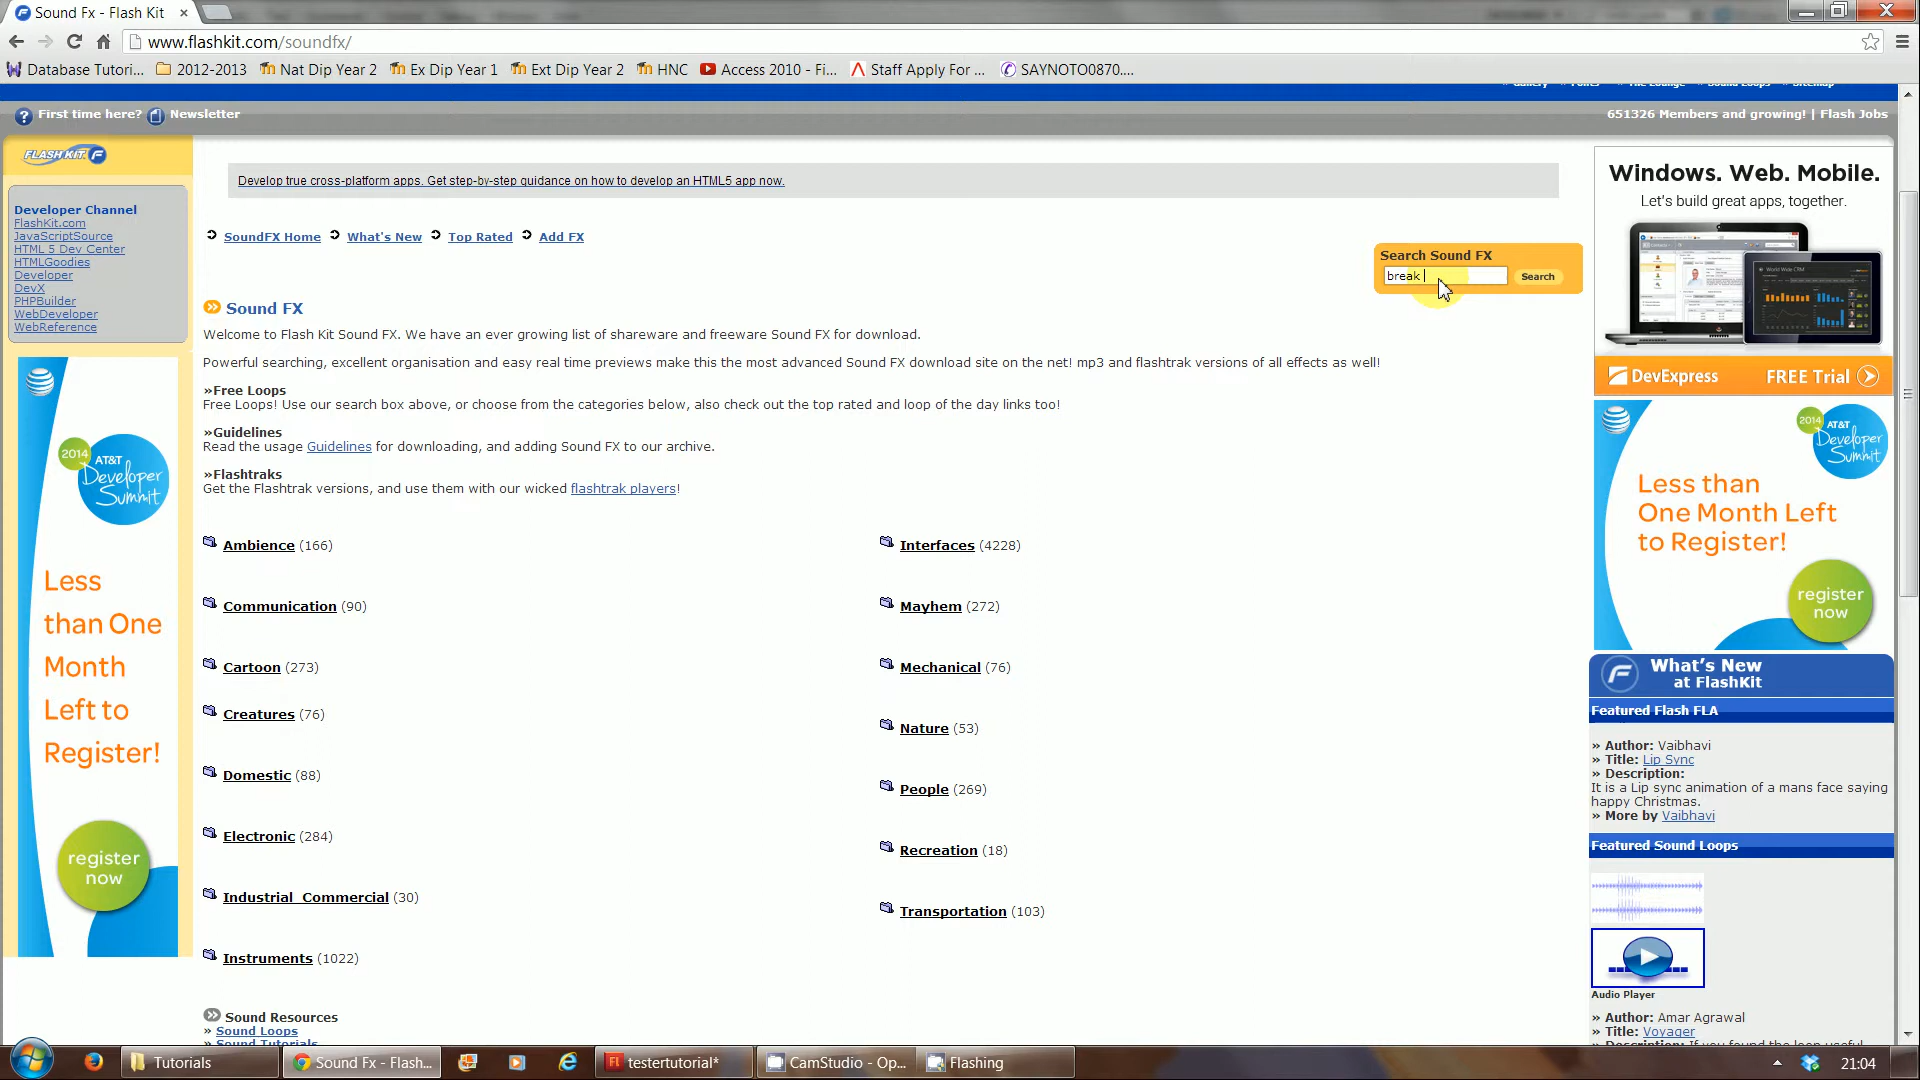 Sound Fx - Flash Kit
www.flashkit.com/soundfx/
Database Tutori... 2012-2013 Nat Dip Year 2 Ex Dip Year 1 Ext Dip Year 2 HNC Access 2010 - Fi... Staff Apply For ... SAYNOTO0870....
First time here? Newsletter
651326 Members and growing! | Flash Jobs
FLASH KIT
Developer Channel
FlashKit.com
JavaScriptSource
HTML 5 Dev Center
HTMLGoodies
Developer
DevX
PHPBuilder
WebDeveloper
WebReference
2014
AT&T
Developer
Summit
Less
than One
Month
Left to
Register!
register
now
Develop true cross-platform apps. Get step-by-step guidance on how to develop an HTML5 app now.
SoundFX Home What's New Top Rated Add FX
Search Sound FX
break
Search
Sound FX
Welcome to Flash Kit Sound FX. We have an ever growing list of shareware and freeware Sound FX for download.
Powerful searching, excellent organisation and easy real time previews make this the most advanced Sound FX download site on the net! mp3 and flashtrak versions of all effects as well!
»Free Loops
Free Loops! Use our search box above, or choose from the categories below, also check out the top rated and loop of the day links too!
»Guidelines
Read the usage Guidelines for downloading, and adding Sound FX to our archive.
»Flashtraks
Get the Flashtrak versions, and use them with our wicked flashtrak players!
Ambience (166)
Communication (90)
Cartoon (273)
Creatures (76)
Domestic (88)
Electronic (284)
Industrial_Commercial (30)
Instruments (1022)
Interfaces (4228)
Mayhem (272)
Mechanical (76)
Nature (53)
People (269)
Recreation (18)
Transportation (103)
Sound Resources
» Sound Loops
Sound Tutorials
Windows. Web. Mobile.
Let's build great apps, together.
DevExpress FREE Trial
2014
AT&T
Developer
Summit
Less than
One Month Left
to Register!
register
now
What's New
at FlashKit
Featured Flash FLA
» Author: Vaibhavi
» Title: Lip Sync
» Description:
It is a Lip sync animation of a mans face saying
happy Christmas.
» More by Vaibhavi
Featured Sound Loops
Audio Player
» Author: Amar Agrawal
» Title: Voyager
» Description: If you found the loop useful
Tutorials
Sound Fx - Flash...
testertutorial*
CamStudio - Op...
Flashing
21:04